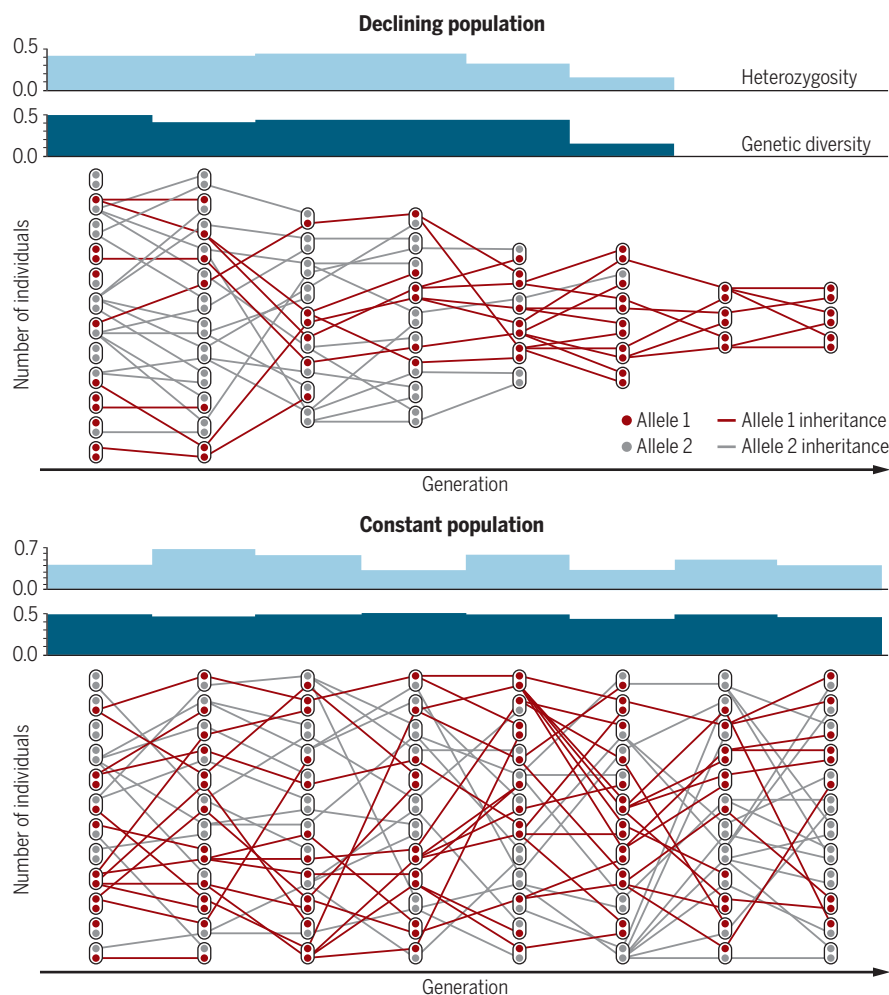 Declining population
0.5
0.0
Heterozygosity
0.5
0.0
Genetic diversity
Number of individuals
Allele 1 Allele 1 inheritance
Allele 2 Allele 2 inheritance
Generation
Constant population
0.7
0.0
0.5
0.0
Number of individuals
Generation